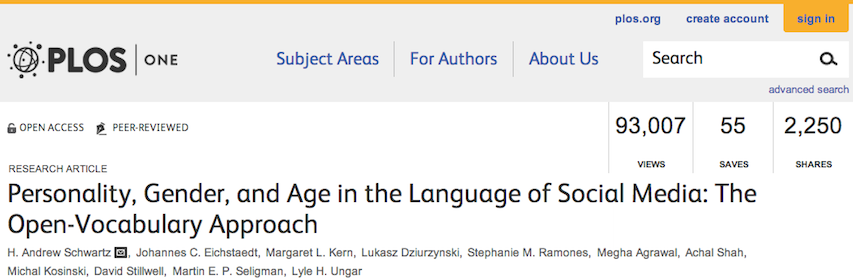 plos.org create account sign in
PLOS ONE Subject Areas For Authors About Us Search
advanced search
OPEN ACCESS PEER-REVIEWED 93,007 55 2,250
VIEWS SAVES SHARES
RESEARCH ARTICLE
Personality, Gender, and Age in the Language of Social Media: The
Open-Vocabulary Approach
H. Andrew Schwartz, Johannes C. Eichstaedt, Margaret L. Kern, Lukasz Dziurzynski, Stephanie M. Ramones, Megha Agrawal, Achal Shah,
Michal Kosinski, David Stillwell, Martin E. P. Seligman, Lyle H. Ungar